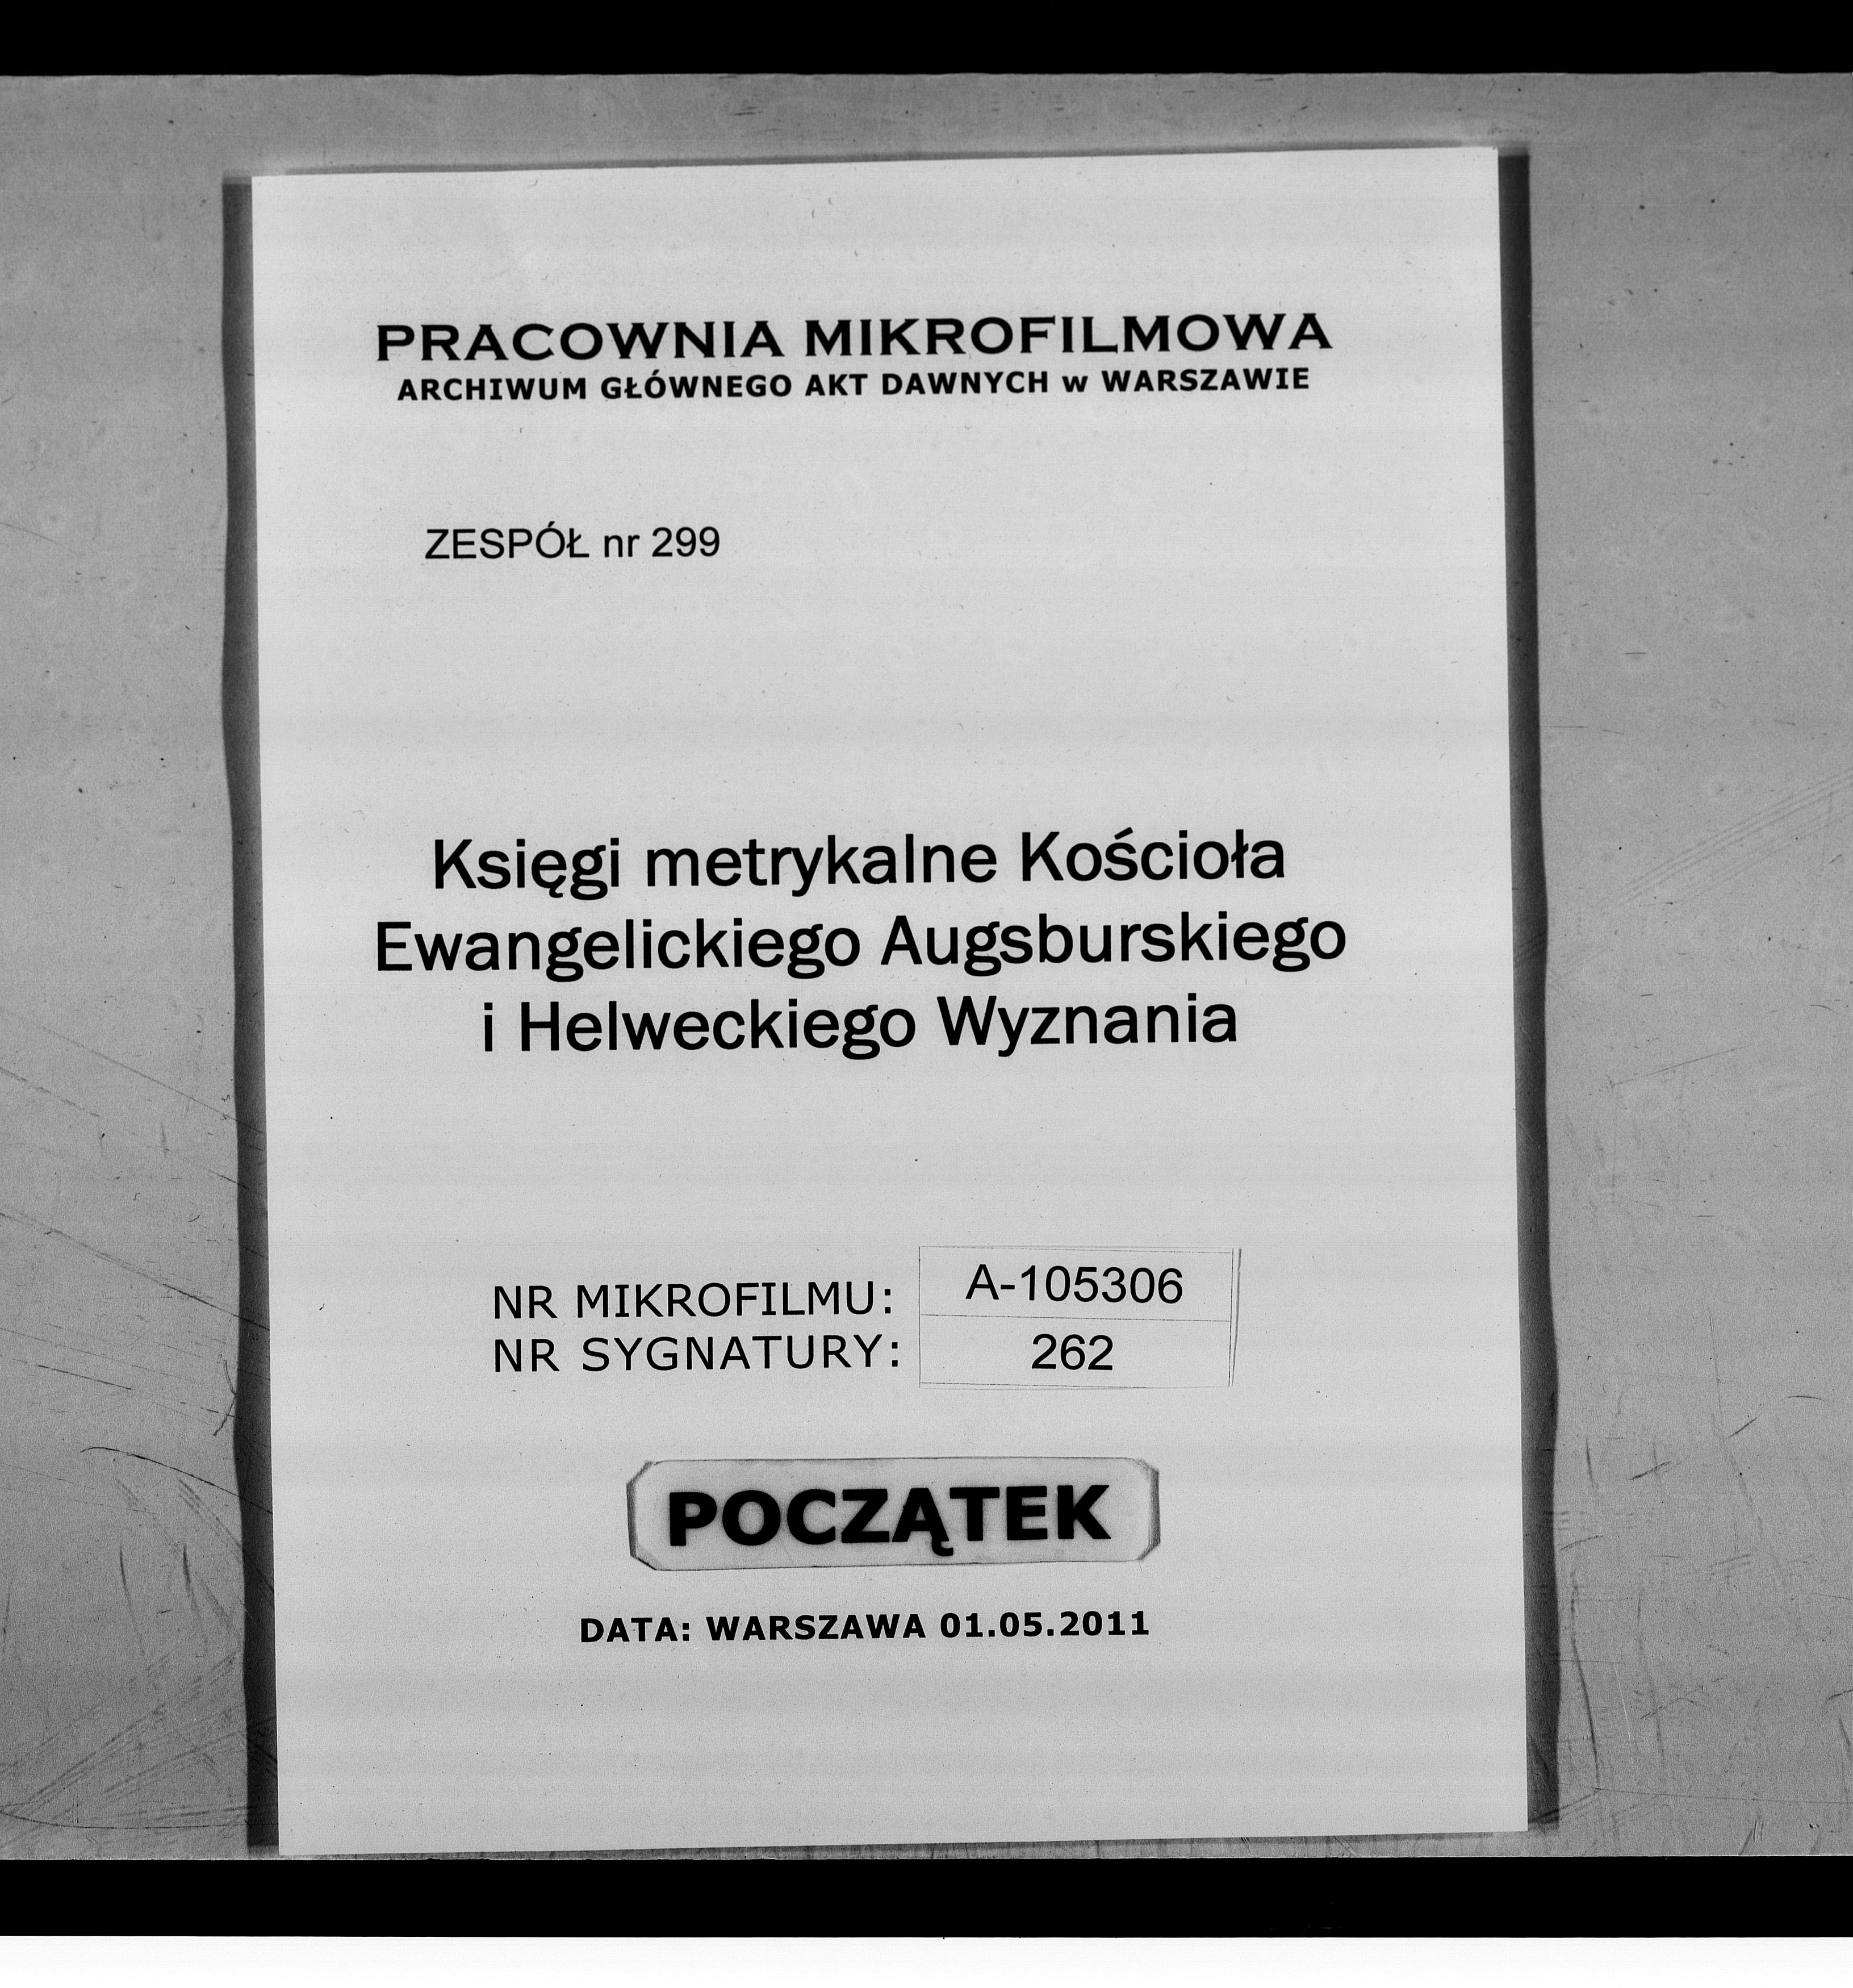 PRACOWNIA MIKROFILMOWA
ARCHIWUM GŁÓWNEGO AKT DAWNYCH w WARSZAWIE
ZESPÓŁ nr 299
Księgi metrykalne Kościoła
Ewangelickiego Augsburskiego
i Helweckiego Wyznania
NR MIKROFILMU: A-105306
NR SYGNATURY: 262
POCZĄTEK
DATA: WARSZAWA 01.05.2011